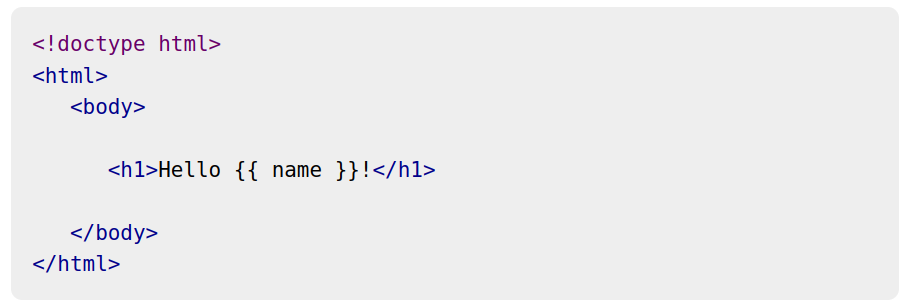 <!doctype html>
<html>
   <body>
      <h1>Hello {{ name }}!</h1>
   </body>
</html>